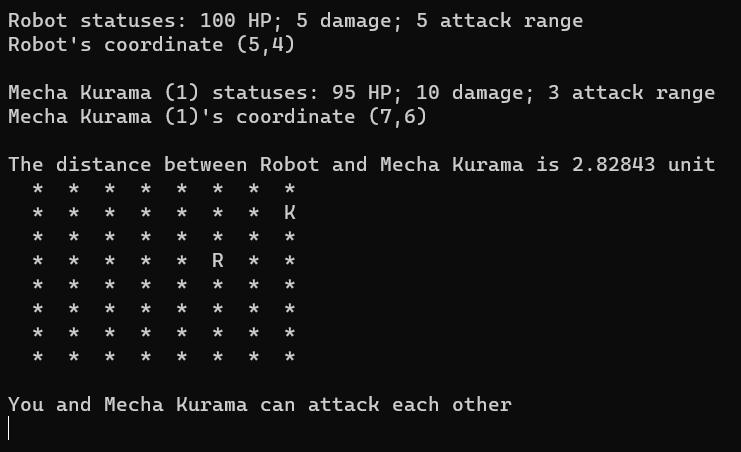 Robot statuses: 100 HP; 5 damage; 5 attack range
Robot's coordinate (5,4)
Mecha Kurama (1) statuses: 95 HP; 10 damage; 3 attack range
Mecha Kurama (1)'s coordinate (7,6)
The distance between Robot and Mecha Kurama is 2.82843 unit
* * * * * * * *
* * * * * * * K
* * * * * * * *
* * * * * R * *
* * * * * * * *
* * * * * * * *
* * * * * * * *
* * * * * * * *
You and Mecha Kurama can attack each other